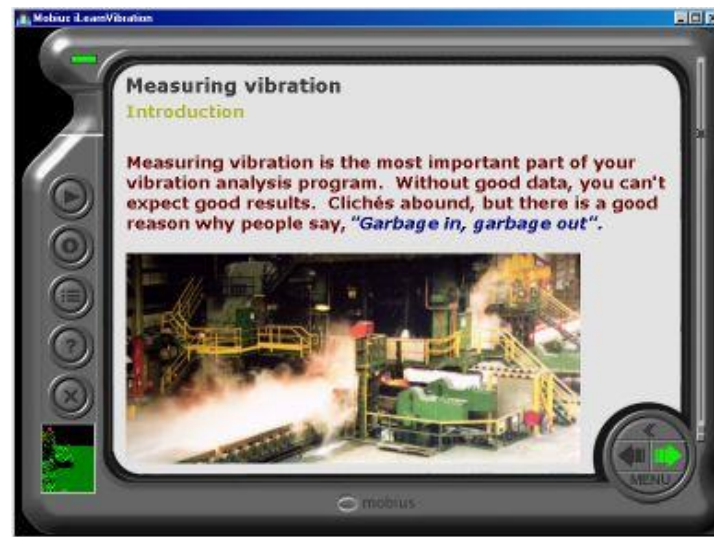 Mobius iLearnVibration
Measuring vibration
Introduction
Measuring vibration is the most important part of your
vibration analysis program.  Without good data, you can't
expect good results.  Clichés abound, but there is a good
reason why people say, "Garbage in, garbage out".
MENU
mobius